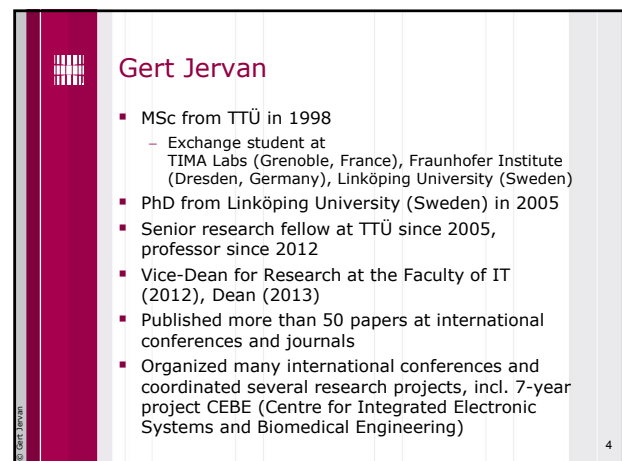 Gert Jervan
▪ MSc from TTÜ in 1998
– Exchange student at
TIMA Labs (Grenoble, France), Fraunhofer Institute
(Dresden, Germany), Linköping University (Sweden)
▪ PhD from Linköping University (Sweden) in 2005
▪ Senior research fellow at TTÜ since 2005,
professor since 2012
▪ Vice-Dean for Research at the Faculty of IT
(2012), Dean (2013)
▪ Published more than 50 papers at international
conferences and journals
▪ Organized many international conferences and
coordinated several research projects, incl. 7-year
project CEBE (Centre for Integrated Electronic
Systems and Biomedical Engineering)
© Gert Jervan
4